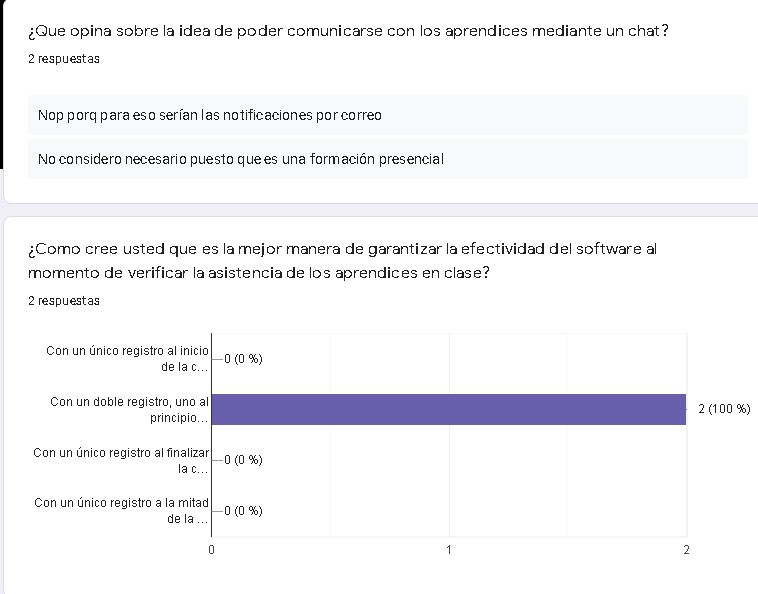 ¿Que opina sobre la idea de poder comunicarse con los aprendices mediante un chat?
2 respuestas
Nop porq para eso serían las notificaciones por correo
No considero necesario puesto que es una formación presencial
¿Como cree usted que es la mejor manera de garantizar la efectividad del software al
momento de verificar la asistencia de los aprendices en clase?
2 respuestas
Con un único registro al inicio
de la c...
0 (0 %)
Con un doble registro, uno al
principio...
2 (100 %)
Con un único registro al finalizar
la c...
0 (0 %)
Con un único registro a la mitad
de la ...
0 (0 %)
0
1
2